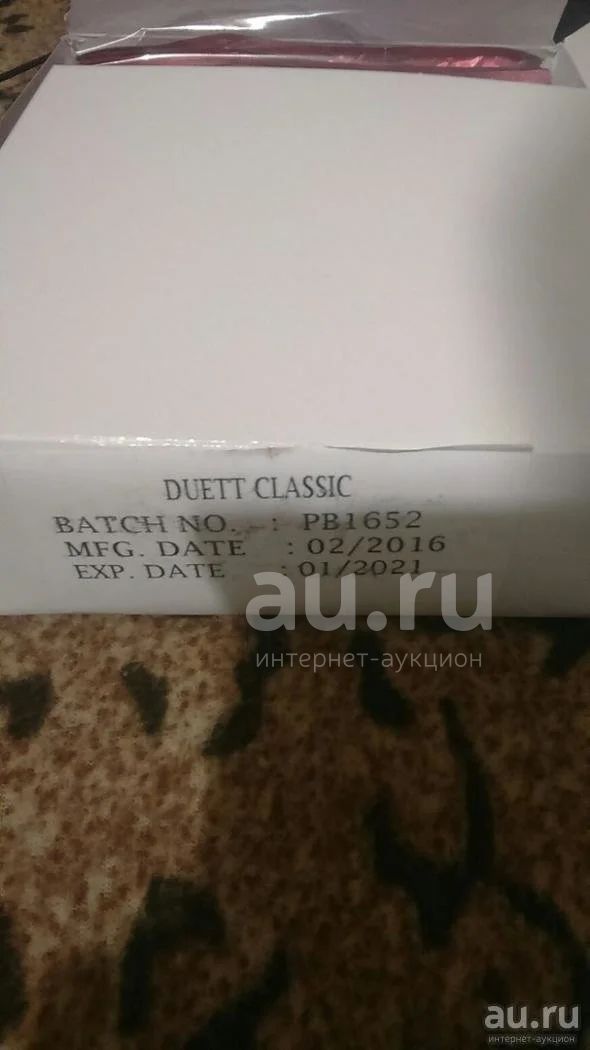 DUETT CLASSIC
BATCH NO. : PB1652
MFG. DATE : 02/2016
EXP. DATE : 01/2021
au.ru
интернет-аукцион
au.ru
интернет-аукцион